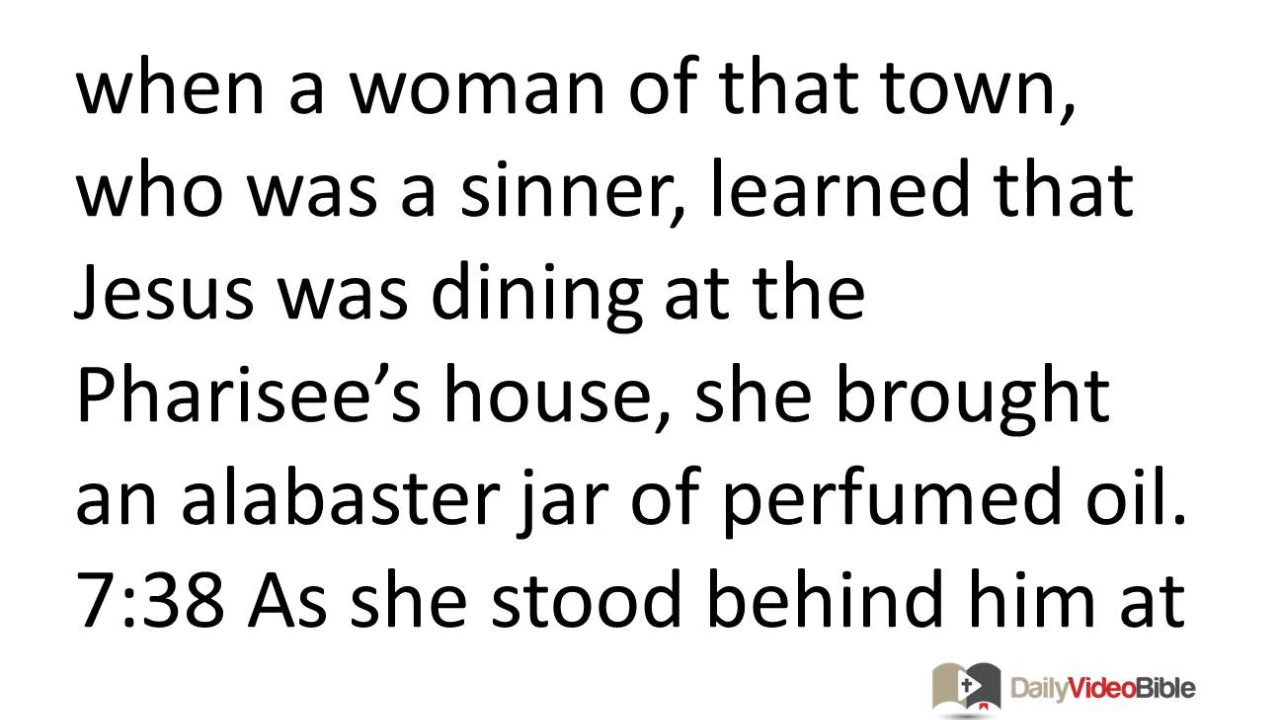 when a woman of that town,
who was a sinner, learned that
Jesus was dining at the
Pharisee’s house, she brought
an alabaster jar of perfumed oil.
7:38 As she stood behind him at
DailyVideoBible